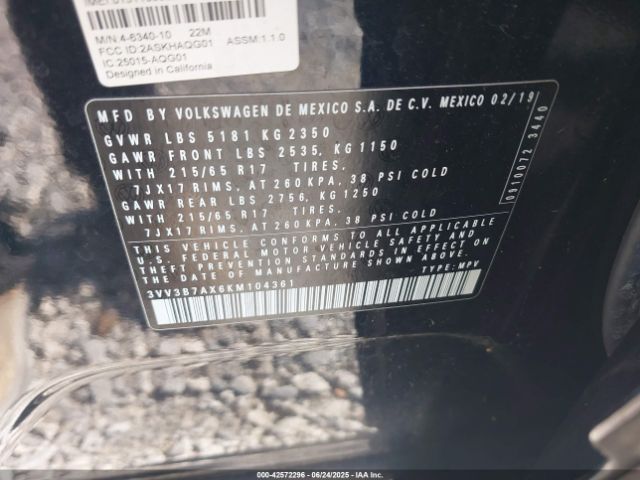 M/N:4-6340-10 22M
FCC ID:2ASKHAQG01 ASSM:1.1.0
IC:25015-AQG01
Designed in California
MFD BY VOLKSWAGEN DE MEXICO S.A. DE C.V. MEXICO 02/19
GVWR LBS 5181 KG 2350
GAWR FRONT LBS 2535, KG 1150
WITH 215/65 R17 TIRES,
7JX17 RIMS, AT 260 KPA, 38 PSI COLD
GAWR REAR LBS 2756, KG 1250
WITH 215/65 R17 TIRES,
7JX17 RIMS, AT 260 KPA, 38 PSI COLD
THIS VEHICLE CONFORMS TO ALL APPLICABLE
U.S. FEDERAL MOTOR VEHICLE SAFETY AND
THEFT PREVENTION STANDARDS IN EFFECT ON
THE DATE OF MANUFACTURE SHOWN ABOVE.
3VV3B7AX6KM104361 TYPE: MPV
0910072 3440
000-42572296 - 06/24/2025 - COPYRIGHT IAA, LLC.